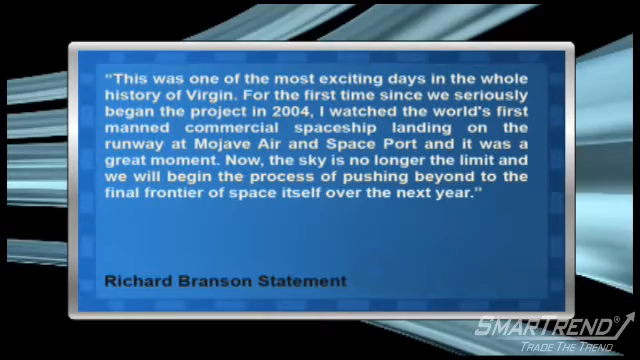 "This was one of the most exciting days in the whole
history of Virgin. For the first time since we seriously
began the project in 2004, I watched the world's first
manned commercial spaceship landing on the
runway at Mojave Air and Space Port and it was a
great moment. Now, the sky is no longer the limit and
we will begin the process of pushing beyond to the
final frontier of space itself over the next year."
Richard Branson Statement
SMARTREND®
TRADE THE TREND